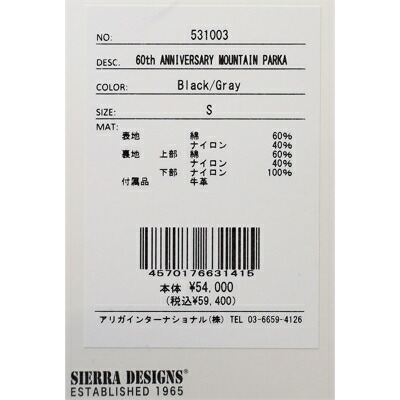 NO. 531003
DESC. 60th ANNIVERSARY MOUNTAIN PARKA
COLOR: Black/Gray
SIZE: S
MAT:
表地 綿 60%
ナイロン 40%
裏地 上部 綿 60%
ナイロン 40%
下部 ナイロン 100%
付属品 牛革
4570176631415
本体 ¥54,000
(税込¥59,400)
アリガインターナショナル(株) TEL 03-6659-4126
SIERRA DESIGNS®
ESTABLISHED 1965